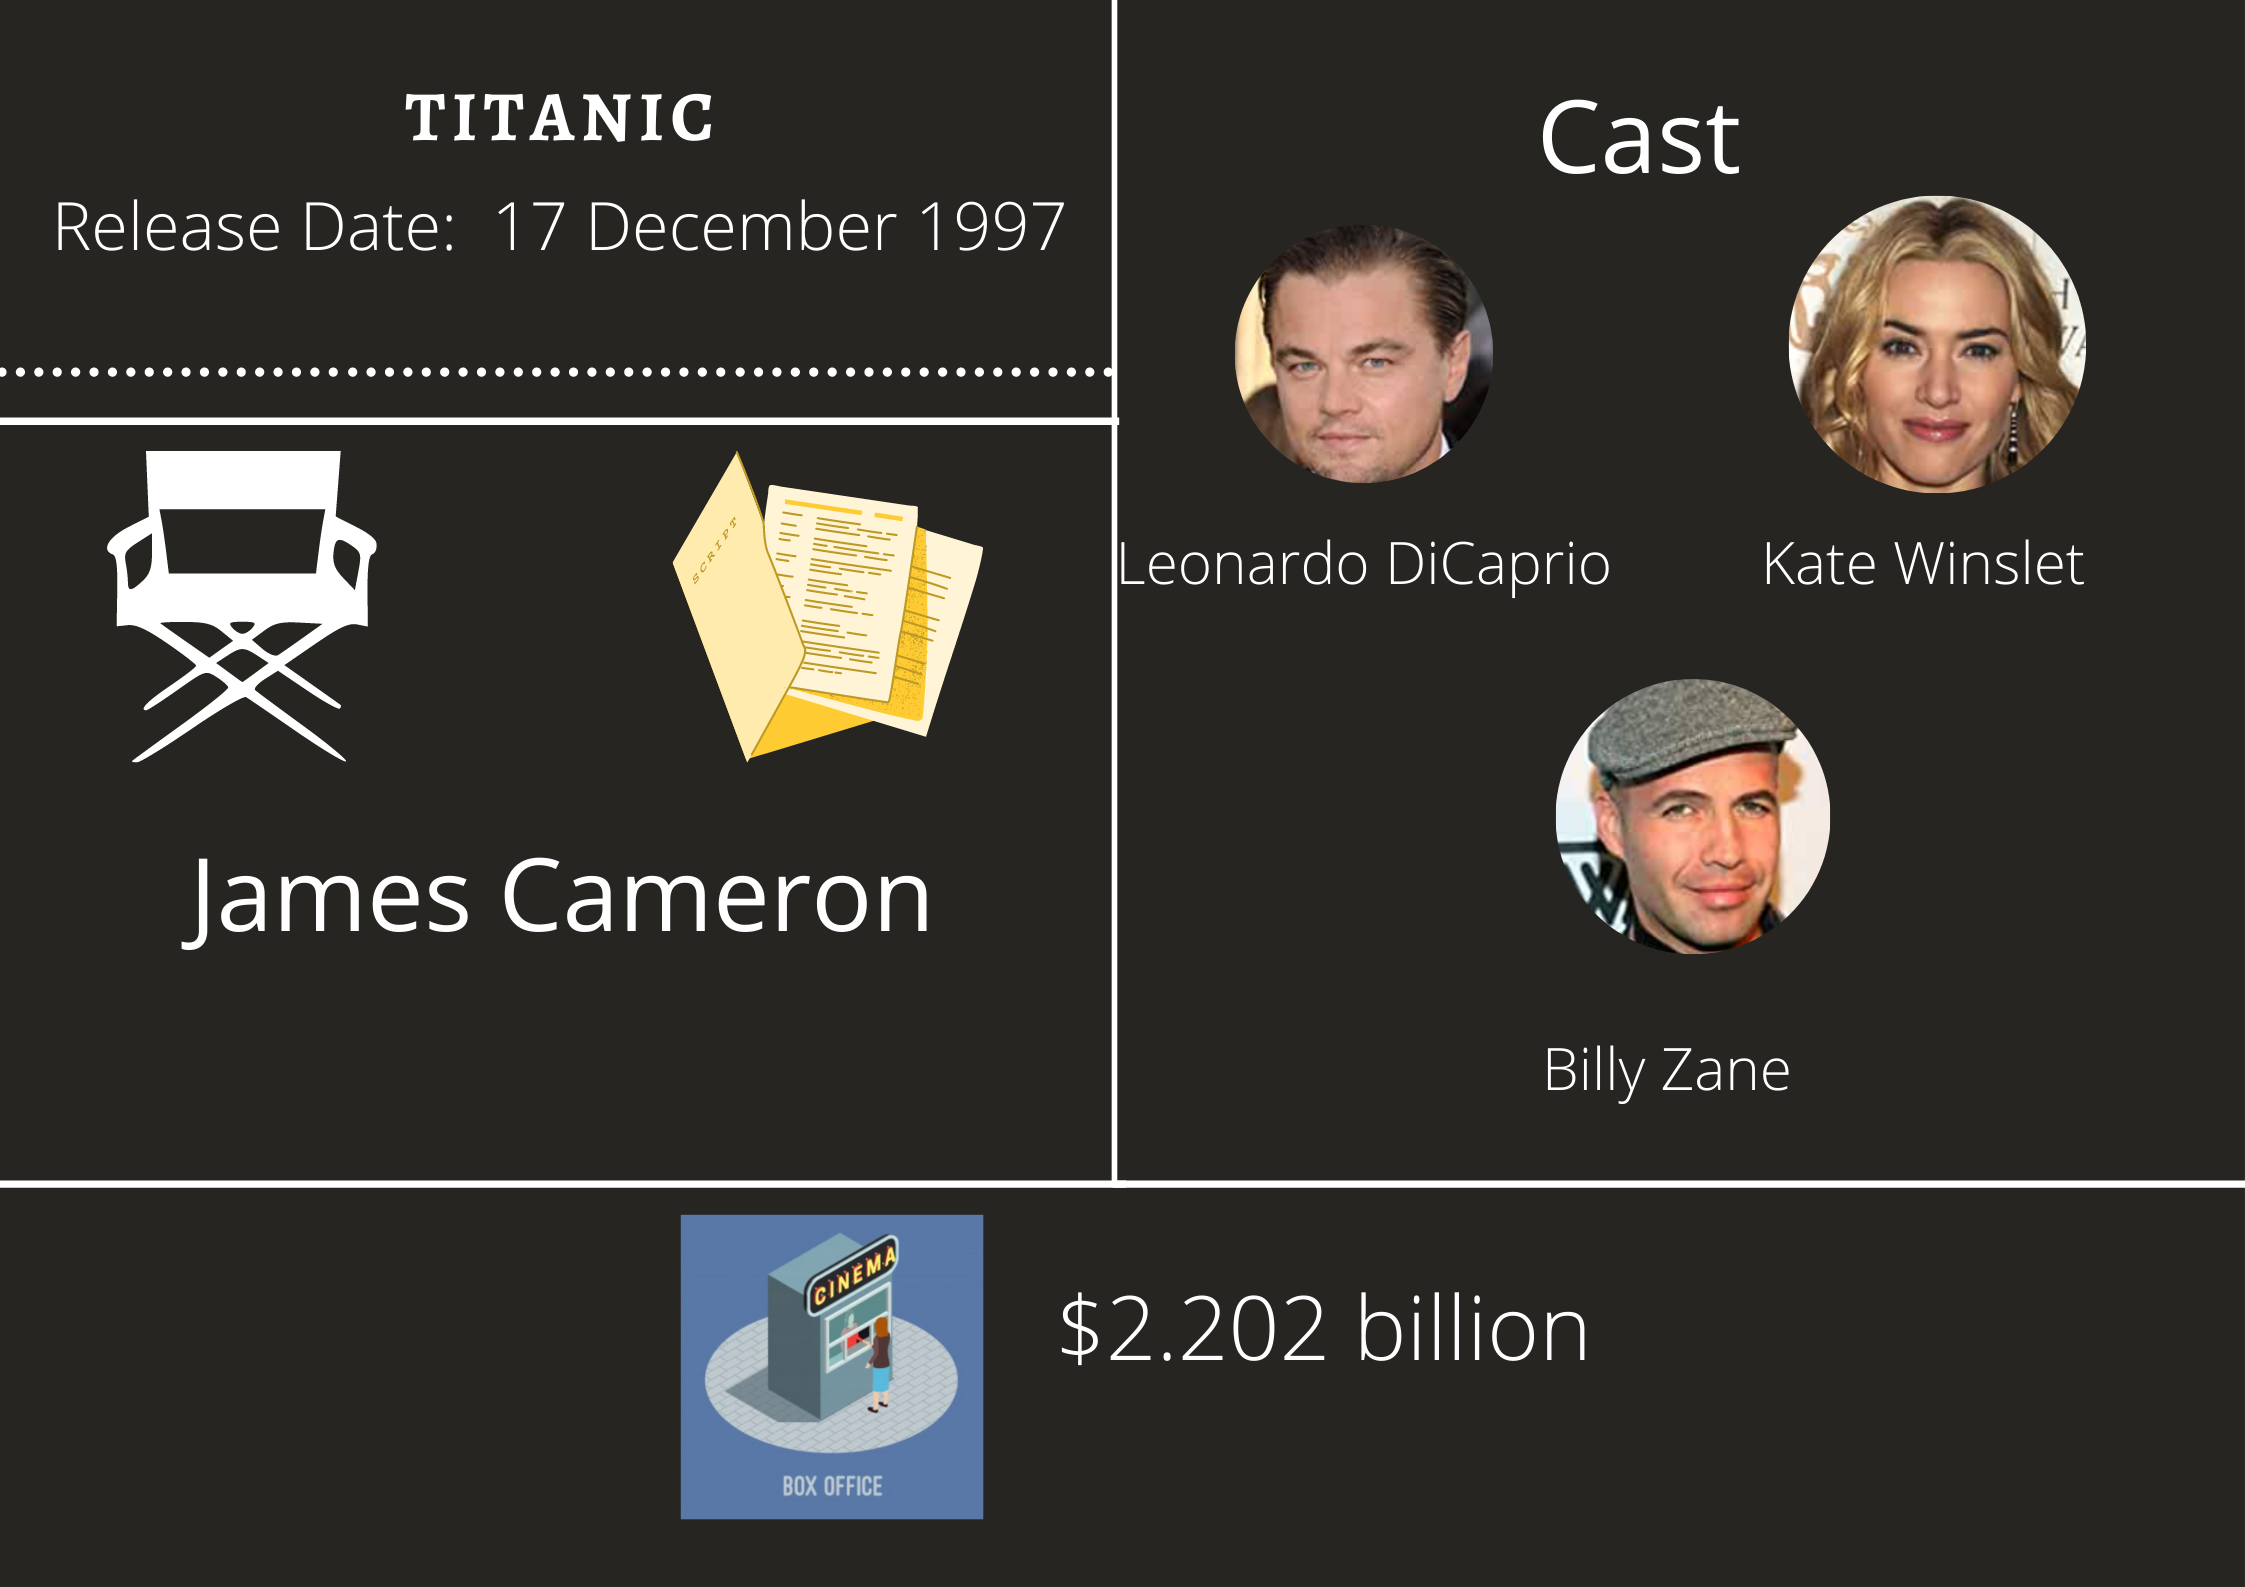 TITANIC
Release Date: 17 December 1997
SCRIPT
James Cameron
Cast
Leonardo DiCaprio
Kate Winslet
Billy Zane
CINEMA
BOX OFFICE
$2.202 billion